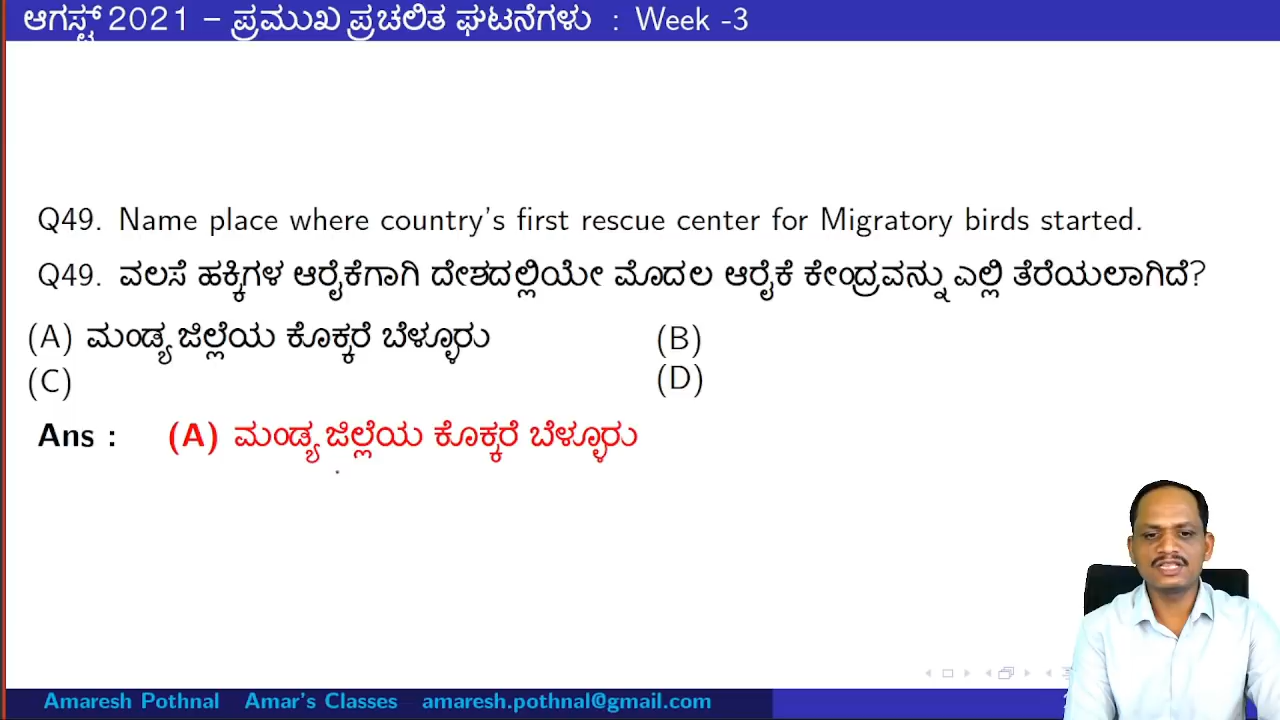 ಆಗಸ್ಟ್ 2021 – ಪ್ರಮುಖ ಪ್ರಚಲಿತ ಘಟನೆಗಳು : Week -3
Q49. Name place where country's first rescue center for Migratory birds started.
Q49. ವಲಸೆ ಹಕ್ಕಿಗಳ ಆರೈಕೆಗಾಗಿ ದೇಶದಲ್ಲಿಯೇ ಮೊದಲ ಆರೈಕೆ ಕೇಂದ್ರವನ್ನು ಎಲ್ಲಿ ತೆರೆಯಲಾಗಿದೆ?
(A) ಮಂಡ್ಯ ಜಿಲ್ಲೆಯ ಕೊಕ್ಕರೆ ಬೆಳ್ಳೂರು (B)
(C) (D)
Ans : (A) ಮಂಡ್ಯ ಜಿಲ್ಲೆಯ ಕೊಕ್ಕರೆ ಬೆಳ್ಳೂರು
Amaresh Pothnal Amar's Classes amaresh.pothnal@gmail.com